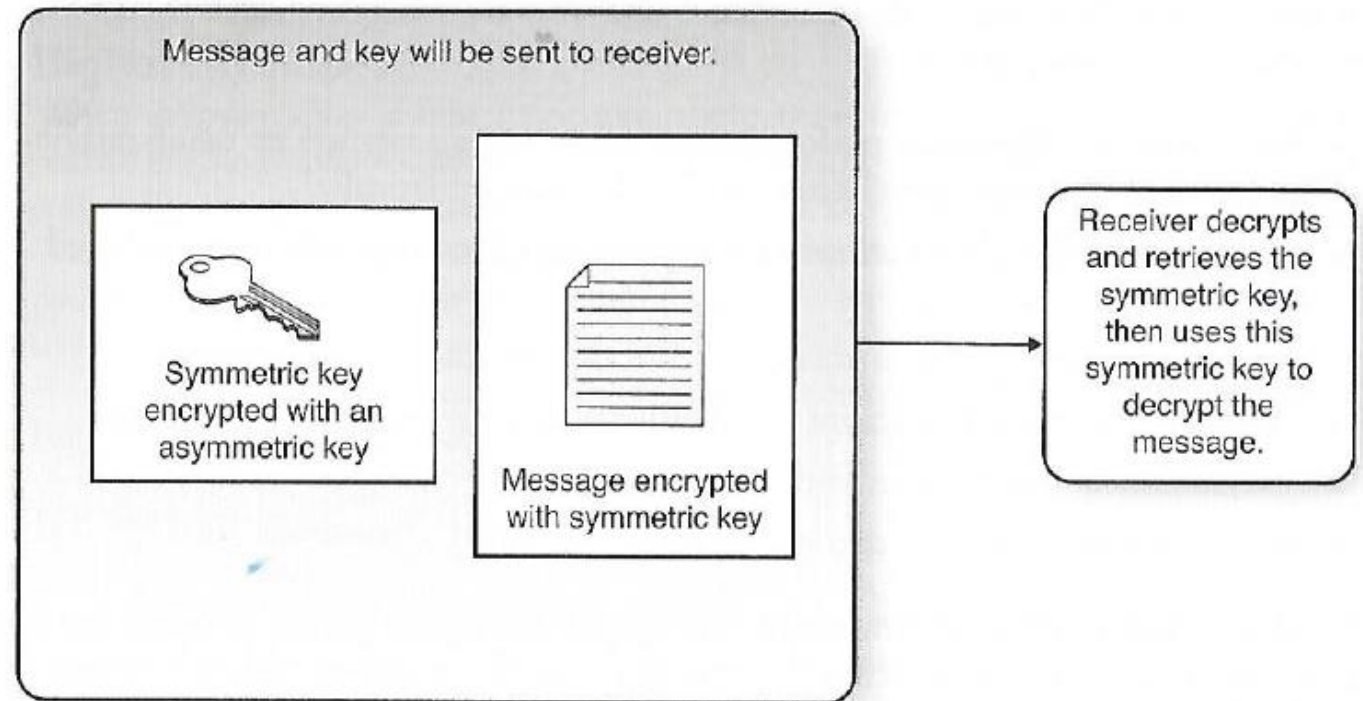 Message and key will be sent to receiver.
Symmetric key
encrypted with an
asymmetric key
Message encrypted
with symmetric key
Receiver decrypts
and retrieves the
symmetric key,
then uses this
symmetric key to
decrypt the
message.